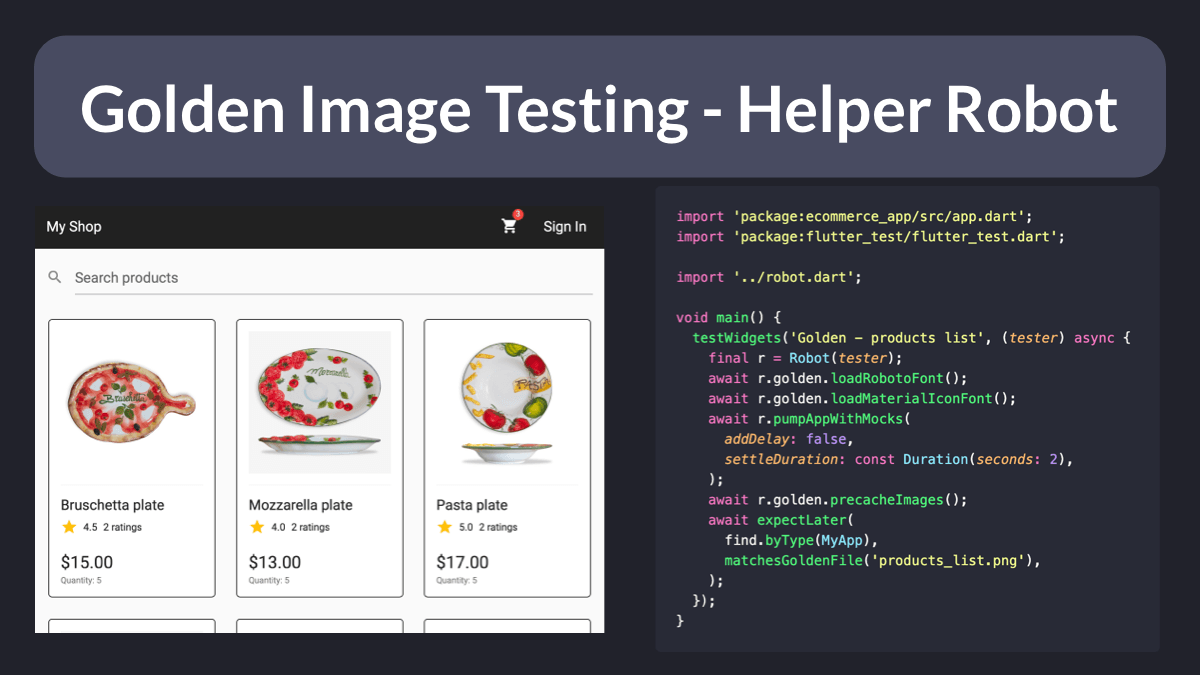 Golden Image Testing - Helper Robot
My Shop
3
Sign In
Search products
Bruschetta
Bruschetta plate
4.5 2 ratings
$15.00
Quantity: 5
Mozzarella
Mozzarella plate
4.0 2 ratings
$13.00
Quantity: 5
PASTA
Pasta plate
5.0 2 ratings
$17.00
Quantity: 5
import 'package:ecommerce_app/src/app.dart';
import 'package:flutter_test/flutter_test.dart';
import '../robot.dart';
void main() {
testWidgets('Golden - products list', (tester) async {
final r = Robot(tester);
await r.golden.loadRobotoFont();
await r.golden.loadMaterialIconFont();
await r.pumpAppWithMocks(
addDelay: false,
settleDuration: const Duration(seconds: 2),
);
await r.golden.precacheImages();
await expectLater(
find.byType(MyApp),
matchesGoldenFile('products_list.png'),
);
});
}